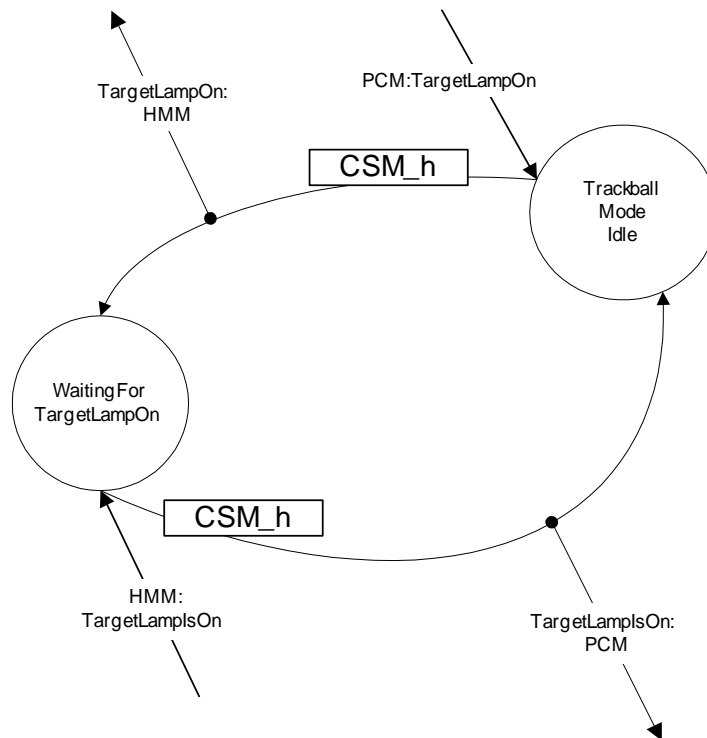 TargetLampOn:
HMM
PCM:TargetLampOn
CSM_h
Trackball
Mode
Idle
WaitingFor
TargetLampOn
CSM_h
HMM:
TargetLampIsOn
TargetLampIsOn:
PCM